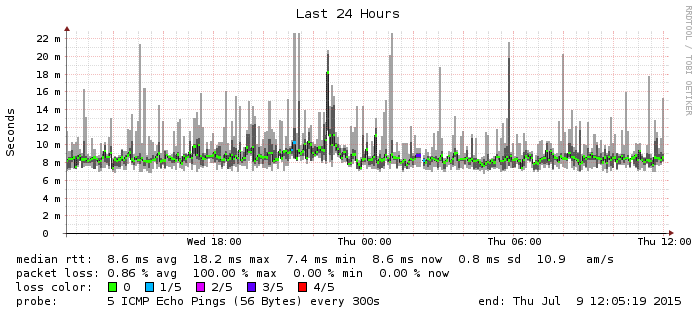 Last 24 Hours
RRDTOOL / TOBI OETIKER
Seconds
22 m
20 m
18 m
16 m
14 m
12 m
10 m
8 m
6 m
4 m
2 m
0
Wed 18:00 Thu 00:00 Thu 06:00 Thu 12:00
median rtt: 8.6 ms avg 18.2 ms max 7.4 ms min 8.6 ms now 0.8 ms sd 10.9 am/s
packet loss: 0.86 % avg 100.00 % max 0.00 % min 0.00 % now
loss color: 0 1/5 2/5 3/5 4/5
probe: 5 ICMP Echo Pings (56 Bytes) every 300s end: Thu Jul 9 12:05:19 2015